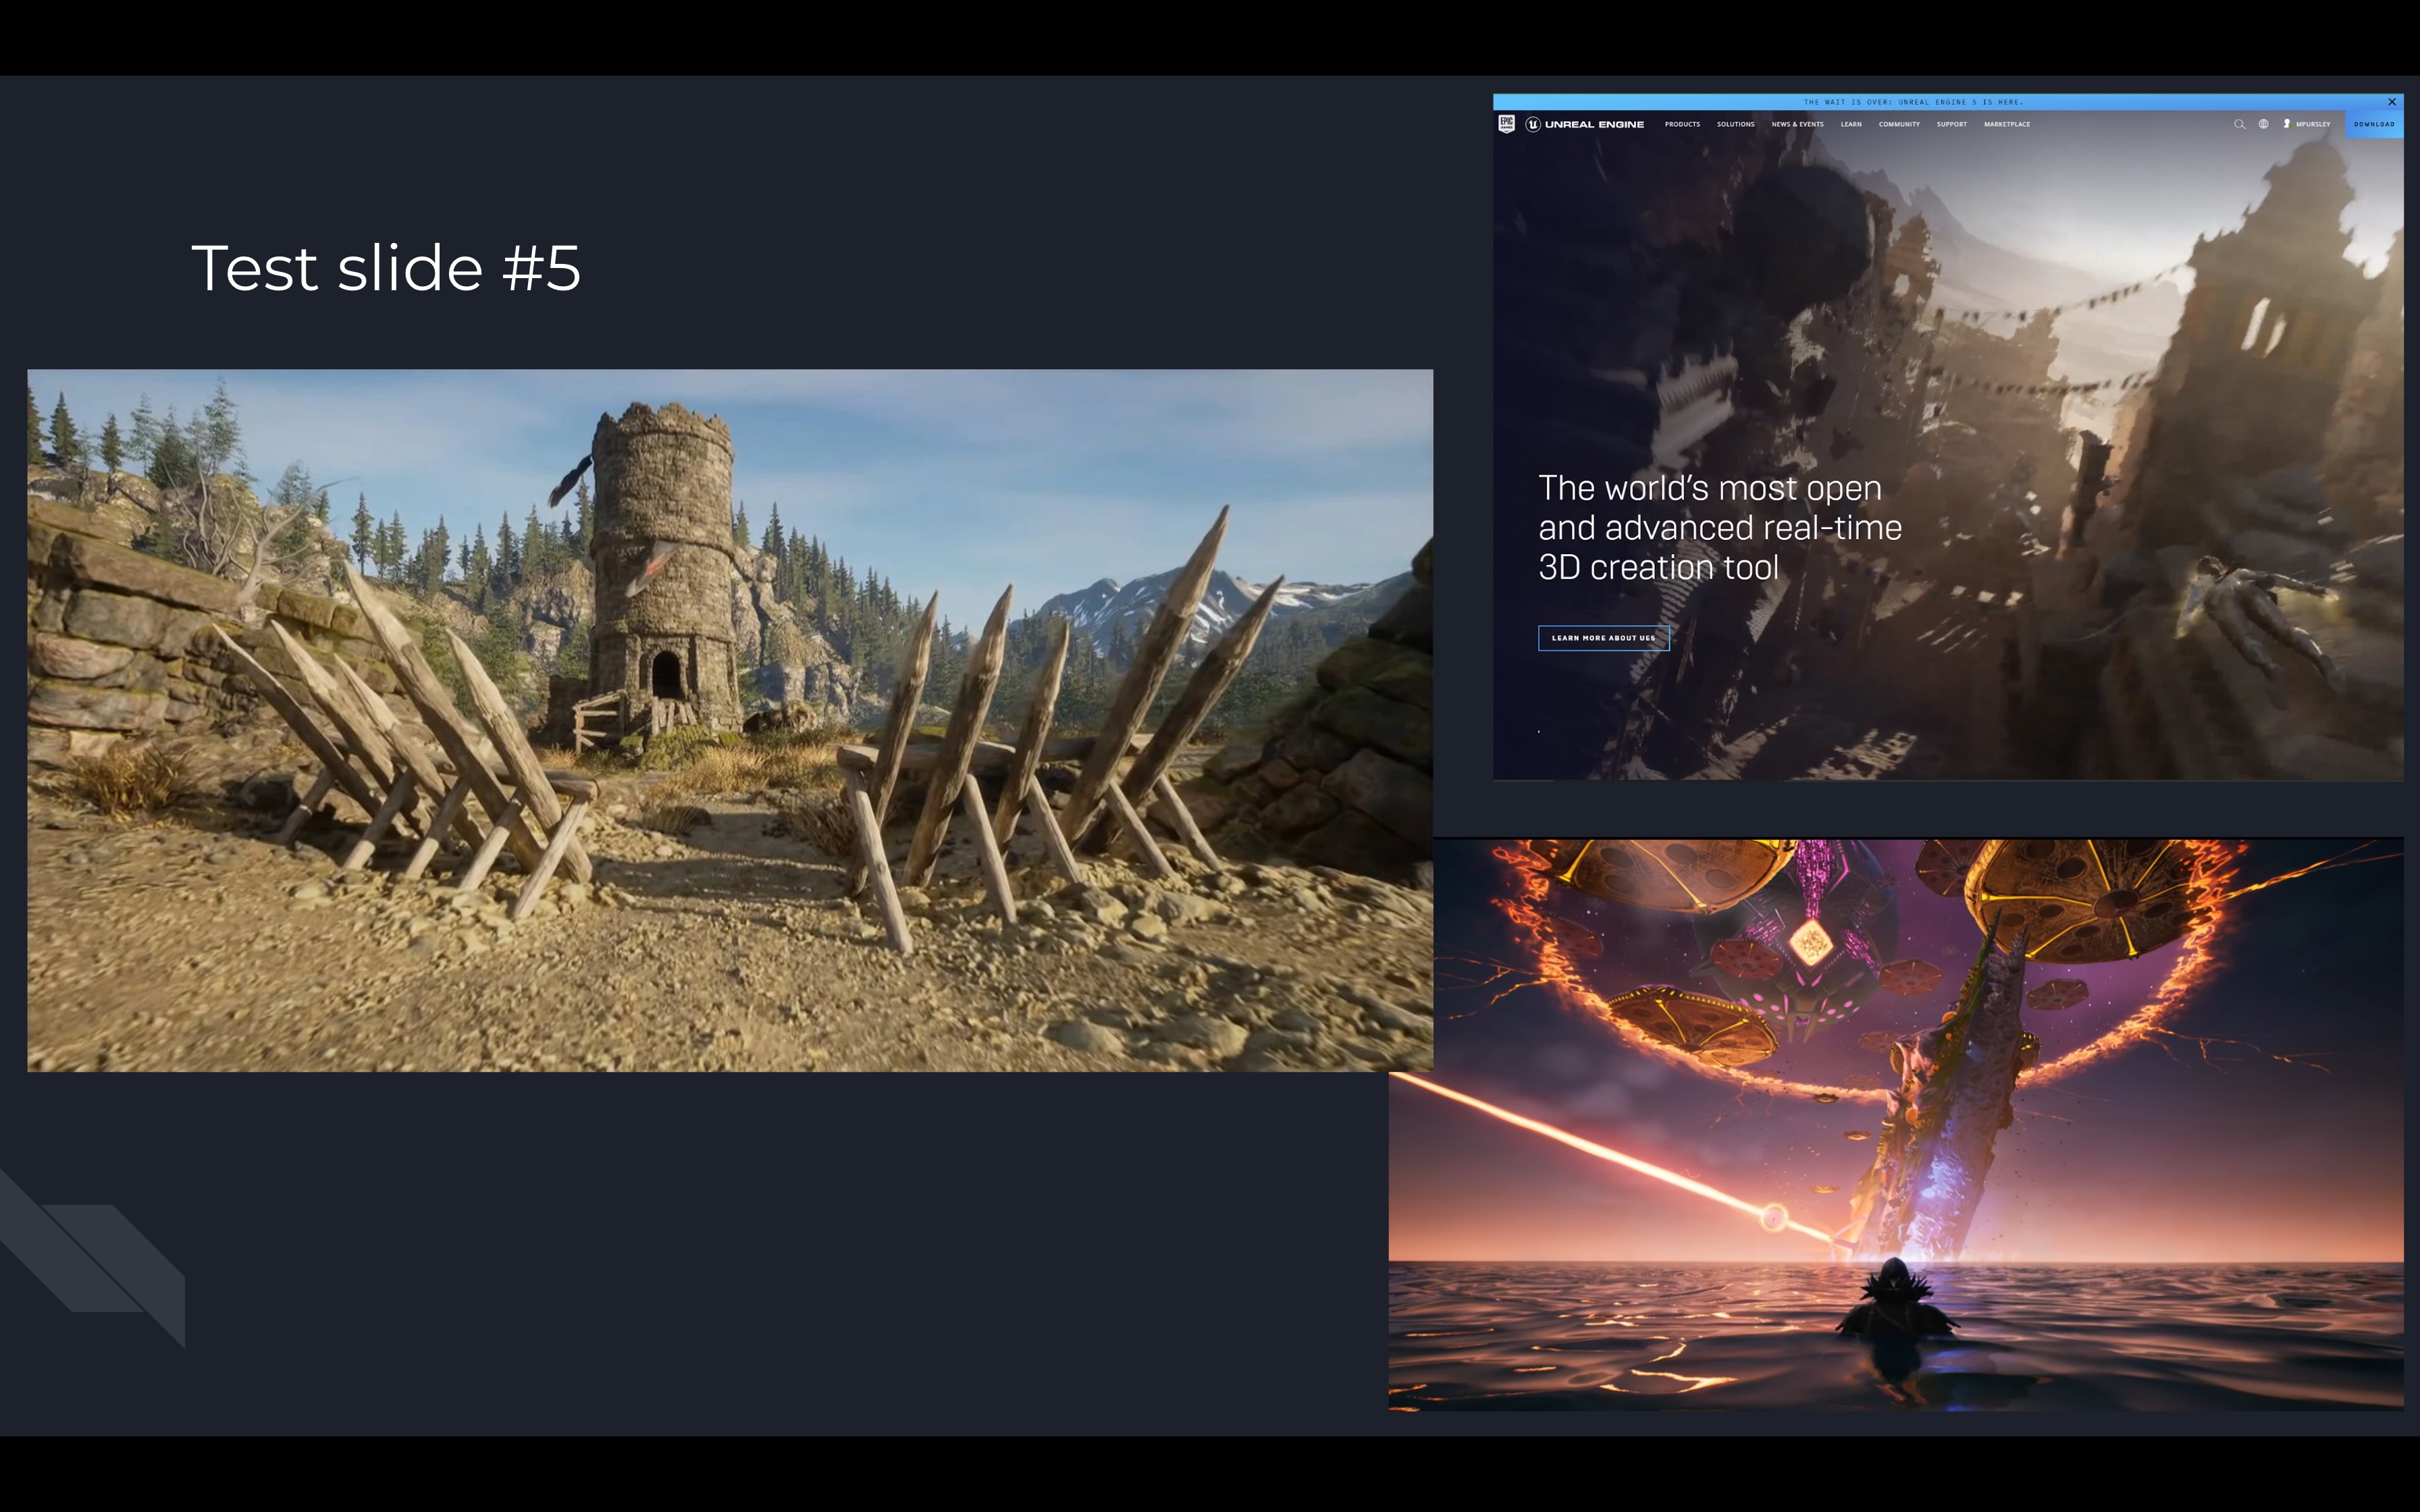 Test slide #5
THE WAIT IS OVER: UNREAL ENGINE 5 IS HERE.
EPIC GAMES UNREAL ENGINE PRODUCTS SOLUTIONS NEWS & EVENTS LEARN COMMUNITY SUPPORT MARKETPLACE MPURSLEY DOWNLOAD
The world's most open
and advanced real-time
3D creation tool
LEARN MORE ABOUT UE5